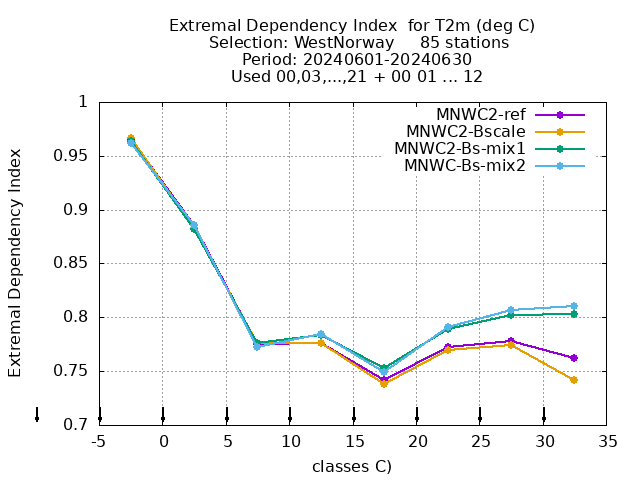 Extremal Dependency Index  for T2m (deg C)
Selection: WestNorway     85 stations
Period: 20240601-20240630
Used 00,03,...,21 + 00 01 ... 12
MNWC2-ref
MNWC2-Bscale
MNWC2-Bs-mix1
MNWC-Bs-mix2
Extremal Dependency Index
1
0.95
0.9
0.85
0.8
0.75
0.7
-5 0 5 10 15 20 25 30 35
classes C)